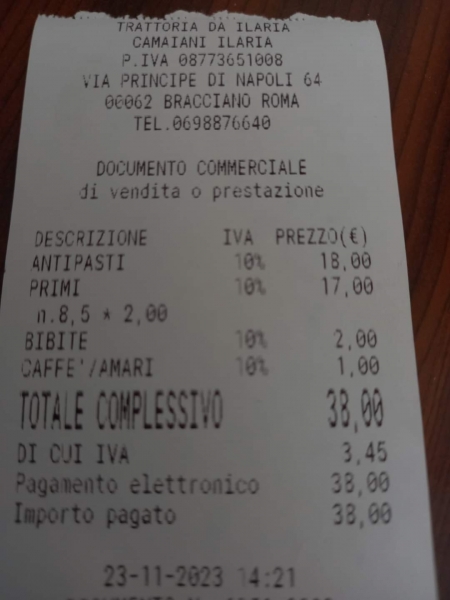 TRATTORIA DA ILARIA
CAMAIANI ILARIA
P.IVA 08773651008
VIA PRINCIPE DI NAPOLI 64
00062 BRACCIANO ROMA
TEL.0698876640
DOCUMENTO COMMERCIALE
di vendita o prestazione
DESCRIZIONE IVA PREZZO(€)
ANTIPASTI 10% 18,00
PRIMI 10% 17,00
n.8,5 * 2,00
BIBITE 10% 2,00
CAFFE'/AMARI 10% 1,00
TOTALE COMPLESSIVO 38,00
DI CUI IVA 3,45
Pagamento elettronico 38,00
Importo pagato 38,00
23-11-2023 14:21